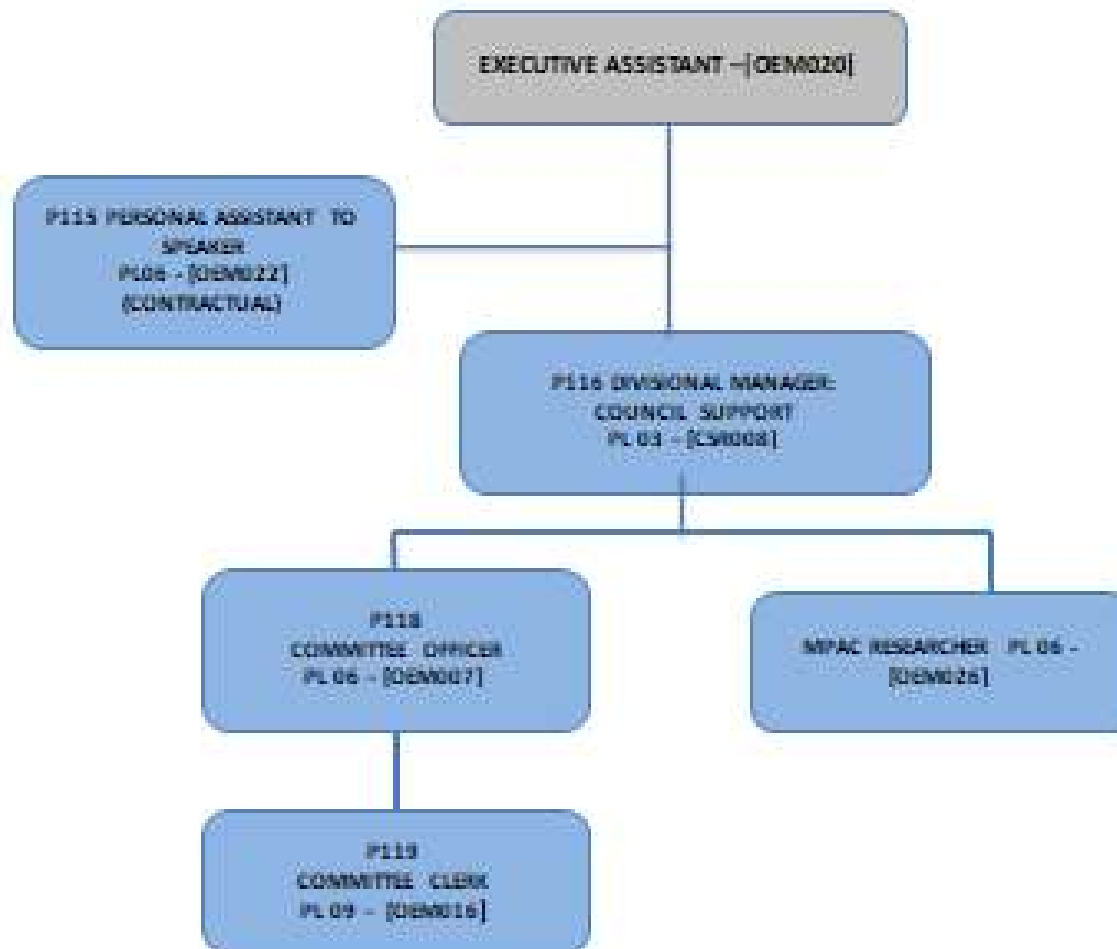 EXECUTIVE ASSISTANT –[OEM020]
P115 PERSONAL ASSISTANT TO
SPEAKER
PL06 - [OEM022]
(CONTRACTUAL)
P116 DIVISIONAL MANAGER:
COUNCIL SUPPORT
PL 03 - [CSR008]
P118
COMMITTEE OFFICER
PL 06 – [OEM007]
MPAC RESEARCHER PL 06 -
[OEM026]
P119
COMMITTEE CLERK
PL 09 – [OEM016]